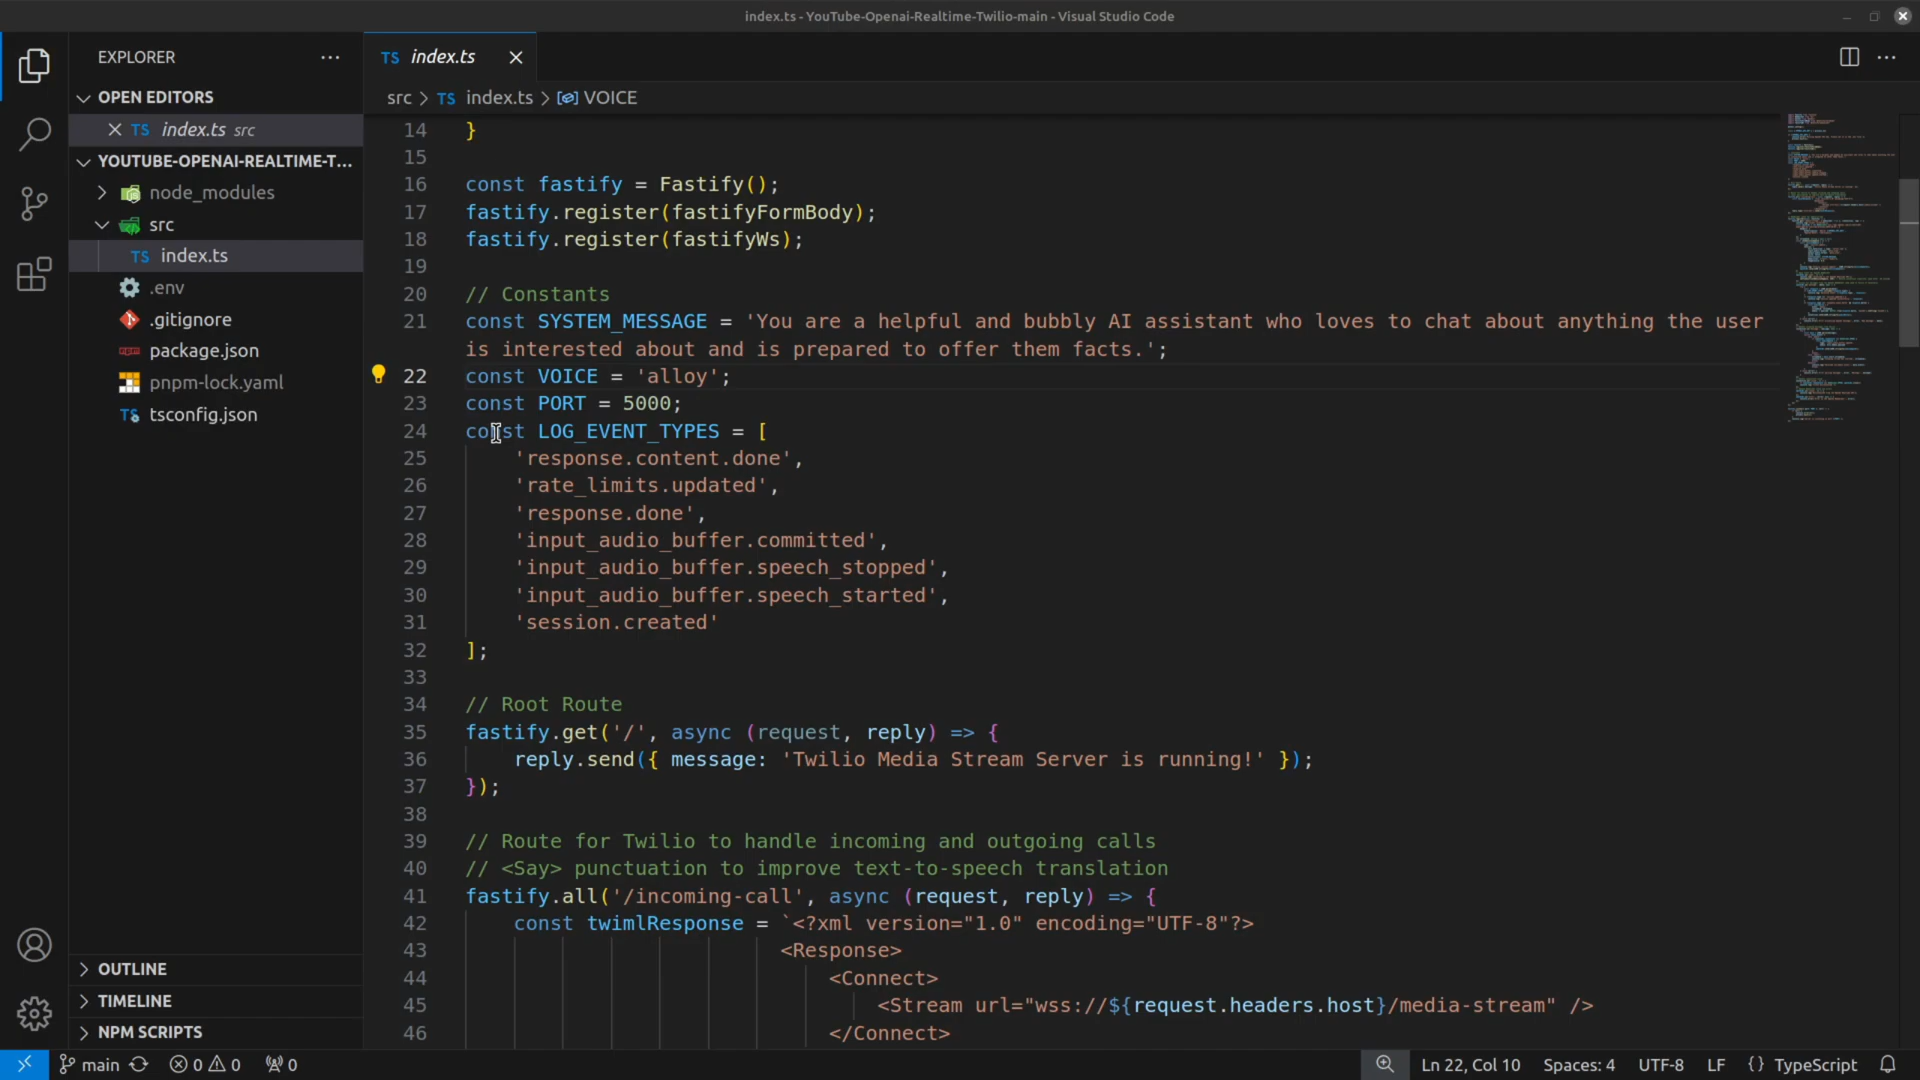 index.ts - YouTube-Openai-Realtime-Twilio-main - Visual Studio Code
EXPLORER
TS index.ts
OPEN EDITORS
TS index.ts src
YOUTUBE-OPENAI-REALTIME-T...
node_modules
src
TS index.ts
.env
.gitignore
package.json
pnpm-lock.yaml
TS tsconfig.json
OUTLINE
TIMELINE
NPM SCRIPTS
src > TS index.ts > VOICE
14 }
15
16 const fastify = Fastify();
17 fastify.register(fastifyFormBody);
18 fastify.register(fastifyWs);
19
20 // Constants
21 const SYSTEM_MESSAGE = 'You are a helpful and bubbly AI assistant who loves to chat about anything the user
is interested about and is prepared to offer them facts.';
22 const VOICE = 'alloy';
23 const PORT = 5000;
24 const LOG_EVENT_TYPES = [
25 'response.content.done',
26 'rate_limits.updated',
27 'response.done',
28 'input_audio_buffer.committed',
29 'input_audio_buffer.speech_stopped',
30 'input_audio_buffer.speech_started',
31 'session.created'
32 ];
33
34 // Root Route
35 fastify.get('/', async (request, reply) => {
36 reply.send({ message: 'Twilio Media Stream Server is running!' });
37 });
38
39 // Route for Twilio to handle incoming and outgoing calls
40 // <Say> punctuation to improve text-to-speech translation
41 fastify.all('/incoming-call', async (request, reply) => {
42 const twimlResponse = `<?xml version="1.0" encoding="UTF-8"?>
43 <Response>
44 <Connect>
45 <Stream url="wss://${request.headers.host}/media-stream" />
46 </Connect>
main 0 0 0 Ln 22, Col 10 Spaces: 4 UTF-8 LF {} TypeScript